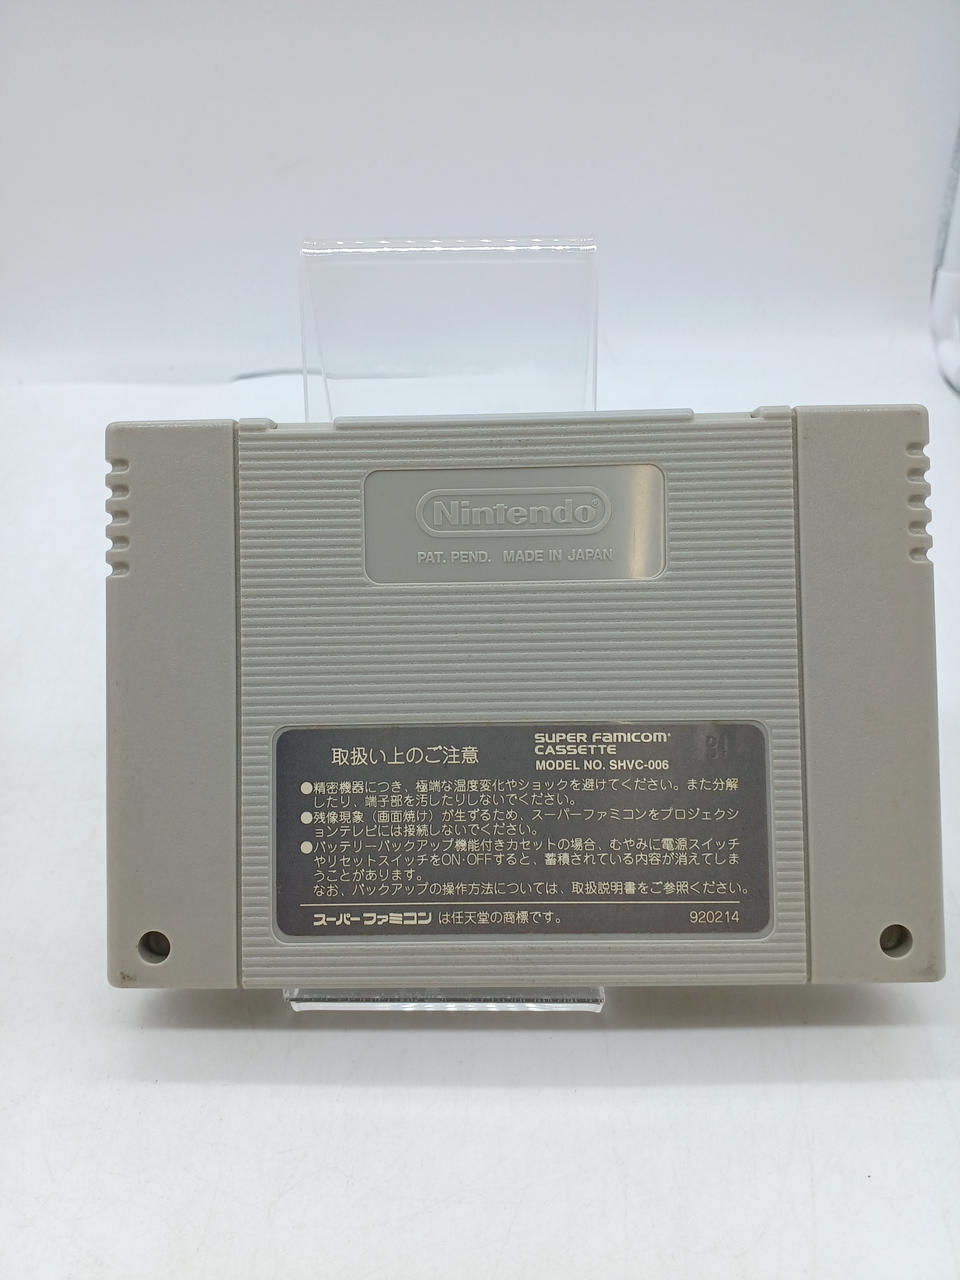 Nintendo®
PAT. PEND. MADE IN JAPAN
取扱い上のご注意
SUPER FAMICOM®
CASSETTE
MODEL NO. SHVC-006
●精密機器につき、極端な温度変化やショックを避けてください。また分解
したり、端子部を汚したりしないでください。
●残像現象（画面焼け）が生ずるため、スーパーファミコンをプロジェクシ
ョンテレビには接続しないでください。
●バッテリーバックアップ機能付きカセットの場合、むやみに電源スイッチ
やリセットスイッチをON・OFFすると、蓄積されている内容が消えてしま
うことがあります。
なお、バックアップの操作方法については、取扱説明書をご参照ください。
スーパーファミコンは任天堂の商標です。
920214